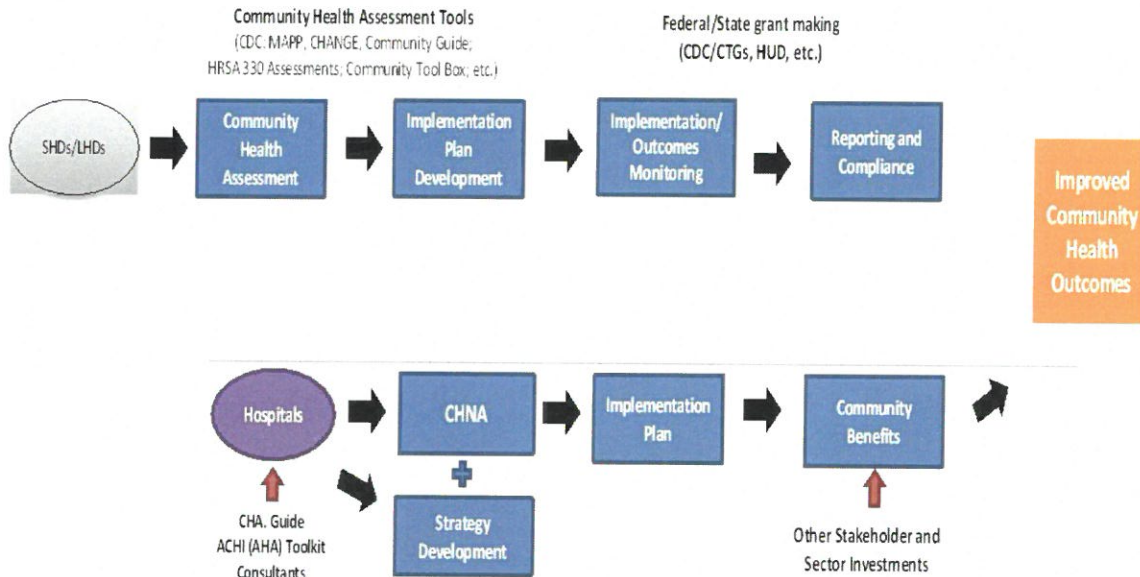 Community Health Assessment Tools
(CDC: MAPP, CHANGE, Community Guide;
HRSA 330 Assessments; Community Tool Box; etc.)
Federal/State grant making
(CDC/CTGs, HUD, etc.)
SHDs/LHDs
Community
Health
Assessment
Implementation
Plan
Development
Implementation/
Outcomes
Monitoring
Reporting and
Compliance
Improved
Community
Health
Outcomes
Hospitals
CHNA
Implementation
Plan
Community
Benefits
Strategy
Development
CHA. Guide
ACHI (AHA) Toolkit
Consultants
Other Stakeholder and
Sector Investments